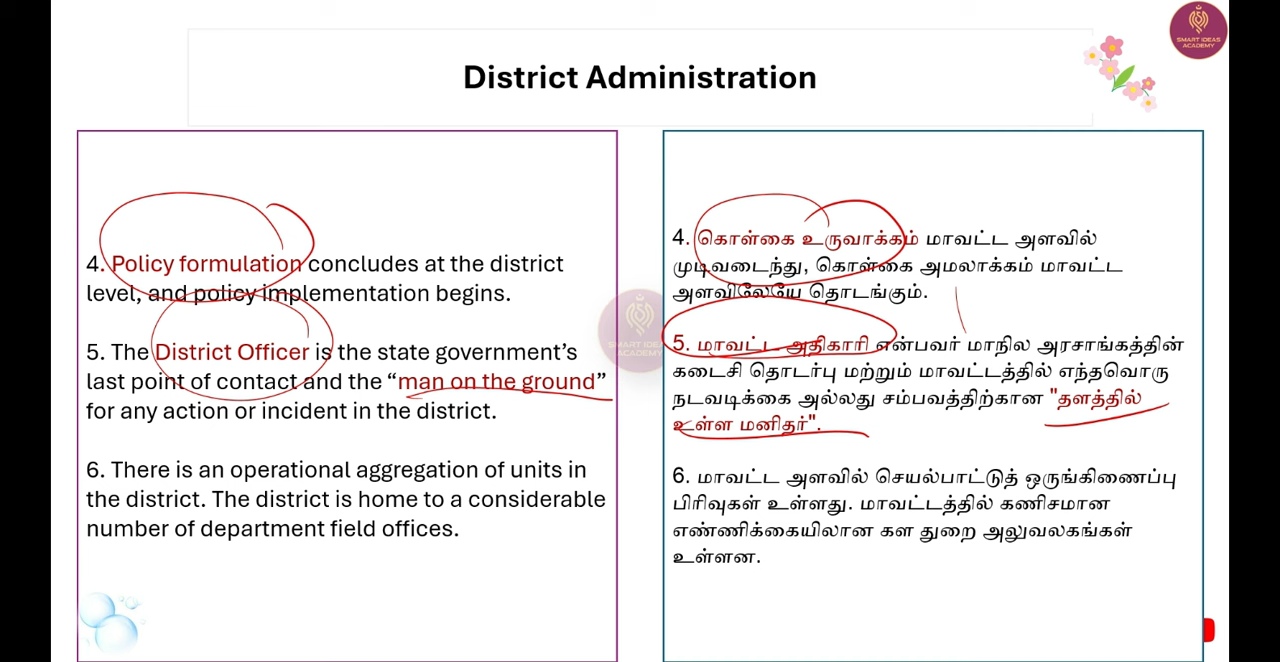 SMART IDEAS
ACADEMY
District Administration
4. Policy formulation concludes at the district
level, and policy implementation begins.
5. The District Officer is the state government’s
last point of contact and the “man on the ground”
for any action or incident in the district.
6. There is an operational aggregation of units in
the district. The district is home to a considerable
number of department field offices.
SMART IDEAS
ACADEMY
4. கொள்கை உருவாக்கம் மாவட்ட அளவில்
முடிவடைந்து, கொள்கை அமலாக்கம் மாவட்ட
அளவிலேயே தொடங்கும்.
5. மாவட்ட அதிகாரி என்பவர் மாநில அரசாங்கத்தின்
கடைசி தொடர்பு மற்றும் மாவட்டத்தில் எந்தவொரு
நடவடிக்கை அல்லது சம்பவத்திற்கான "தளத்தில்
உள்ள மனிதர்".
6. மாவட்ட அளவில் செயல்பாட்டுத் ஒருங்கிணைப்பு
பிரிவுகள் உள்ளது. மாவட்டத்தில் கணிசமான
எண்ணிக்கையிலான கள துறை அலுவலகங்கள்
உள்ளன.